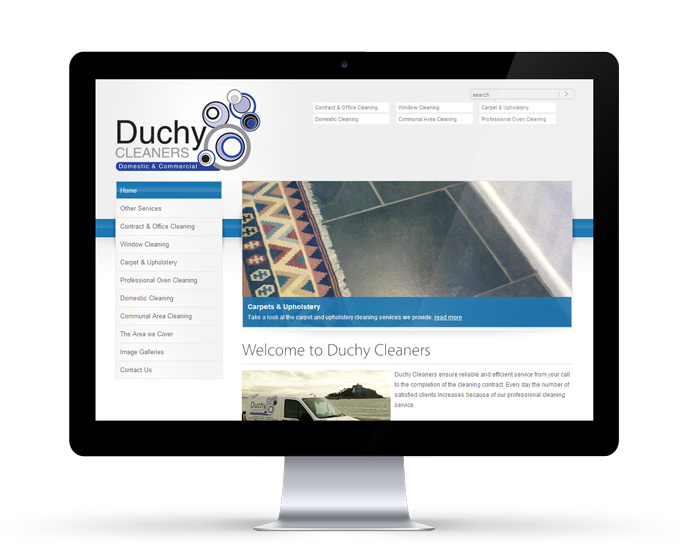 search
Contract & Office Cleaning
Window Cleaning
Carpet & Upholstery
Domestic Cleaning
Communal Area Cleaning
Professional Oven Cleaning
Duchy
CLEANERS
Domestic & Commercial
Home
Other Services
Contract & Office Cleaning
Window Cleaning
Carpet & Upholstery
Professional Oven Cleaning
Domestic Cleaning
Communal Area Cleaning
The Area we Cover
Image Galleries
Contact Us
Carpets & Upholstery
Take a look at the carpet and upholstery cleaning services we provide. read more
Welcome to Duchy Cleaners
Duchy
Duchy Cleaners ensure reliable and efficient service from your call
to the completion of the cleaning contract. Every day the number of
satisfied clients increases because of our professional cleaning
service.